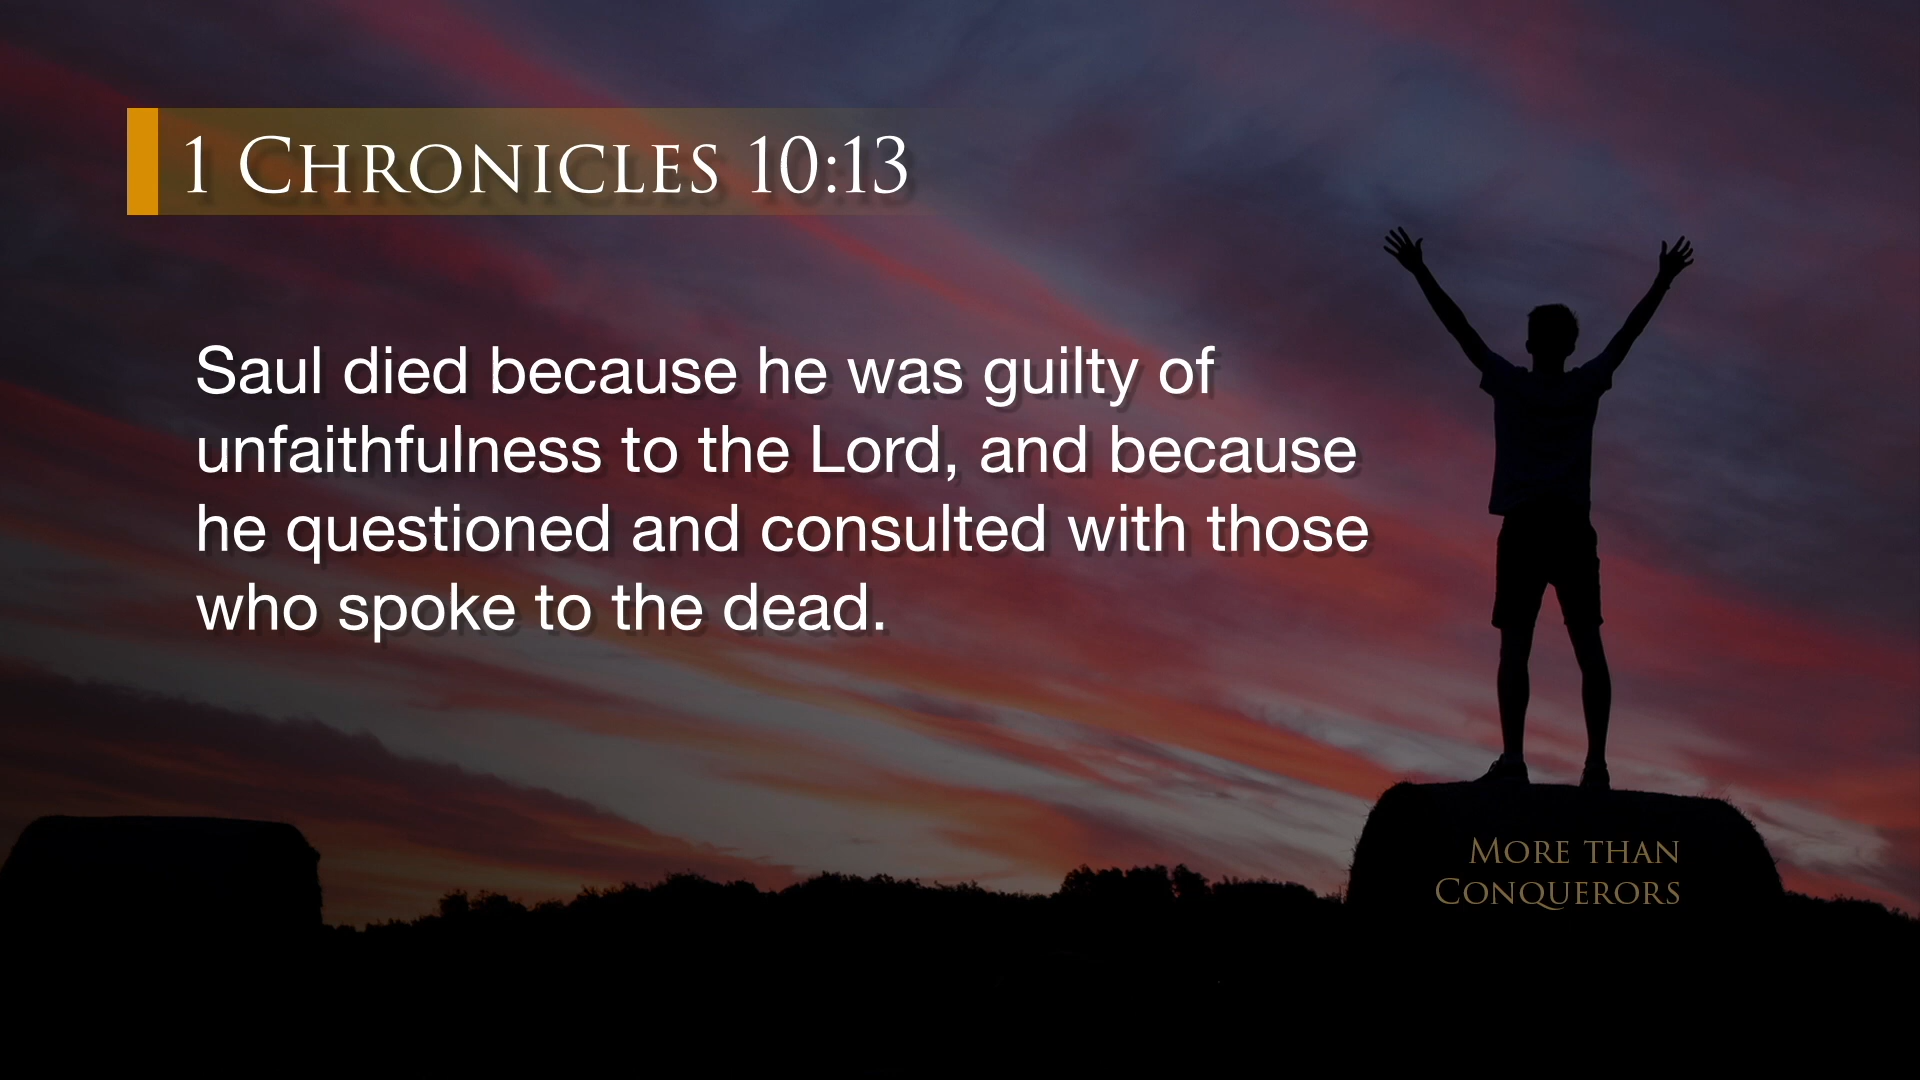 1 Chronicles 10:13
Saul died because he was guilty of
unfaithfulness to the Lord, and because
he questioned and consulted with those
who spoke to the dead.
More than
Conquerors